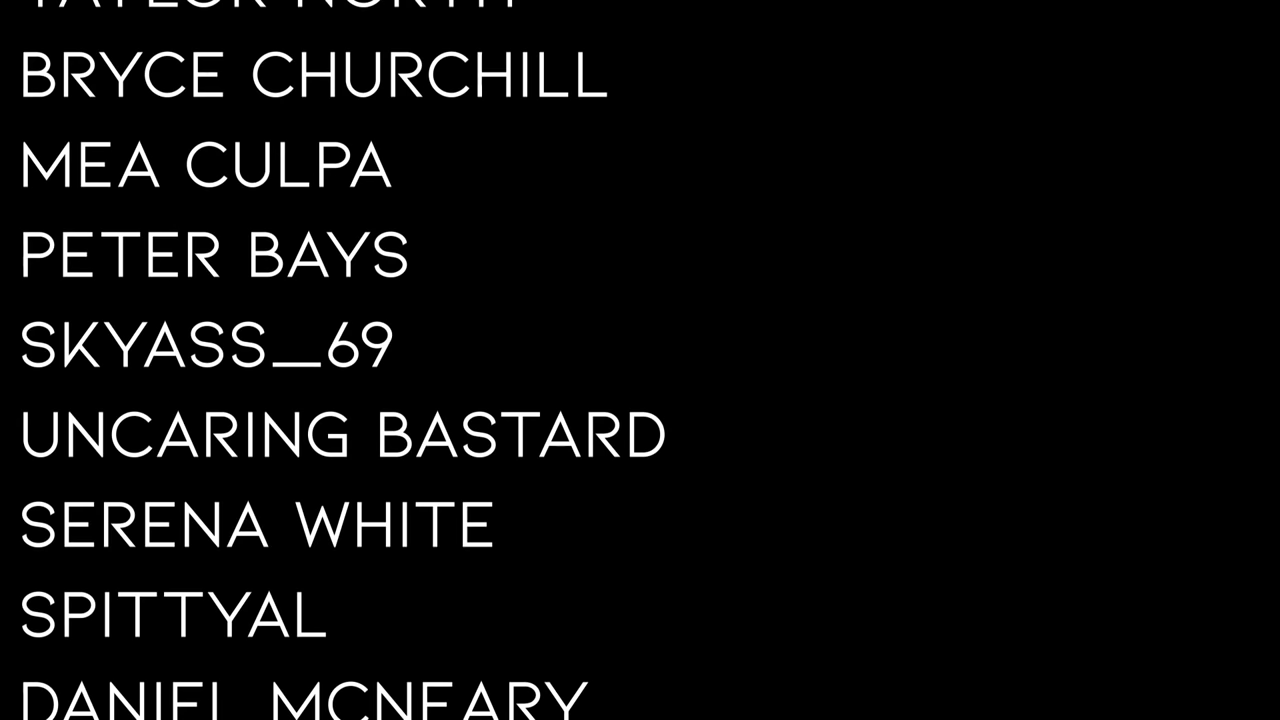 TAYLOR NORTH
BRYCE CHURCHILL
MEA CULPA
PETER BAYS
SKYASS_69
UNCARING BASTARD
SERENA WHITE
SPITTYAL
DANIEL MCNEARY